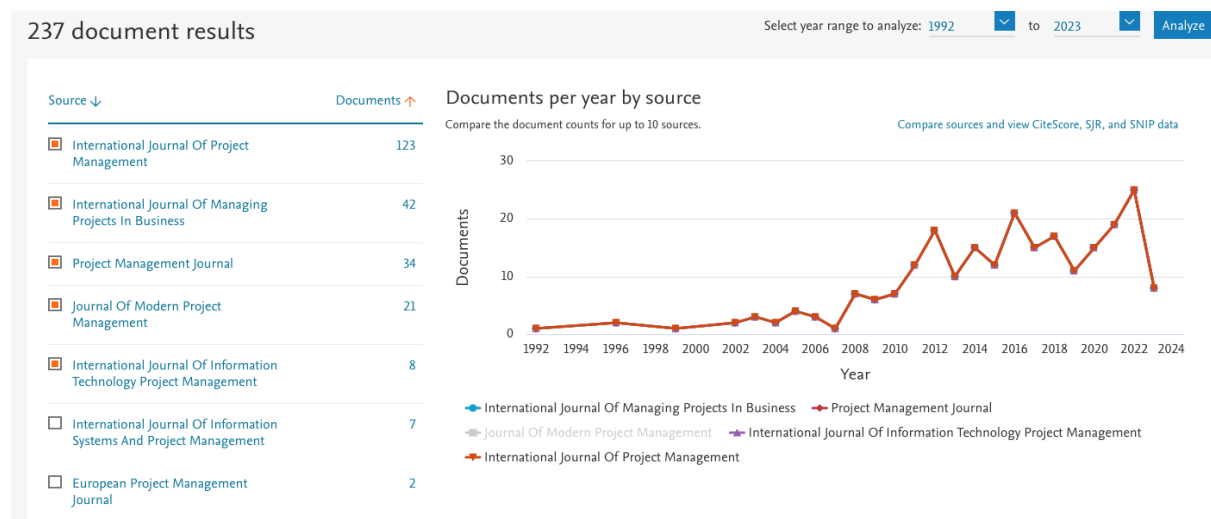 237 document results
Select year range to analyze: 1992 to 2023 Analyze
Source ↓ Documents ↑
International Journal Of Project
Management
123
International Journal Of Managing
Projects In Business
42
Project Management Journal
34
Journal Of Modern Project
Management
21
International Journal Of Information
Technology Project Management
8
International Journal Of Information
Systems And Project Management
7
European Project Management
Journal
2
Documents per year by source
Compare the document counts for up to 10 sources.
Compare sources and view CiteScore, SJR, and SNIP data
30
20
10
0
Documents
1992 1994 1996 1998 2000 2002 2004 2006 2008 2010 2012 2014 2016 2018 2020 2022 2024
Year
International Journal Of Managing Projects In Business Project Management Journal
Journal Of Modern Project Management International Journal Of Information Technology Project Management
International Journal Of Project Management